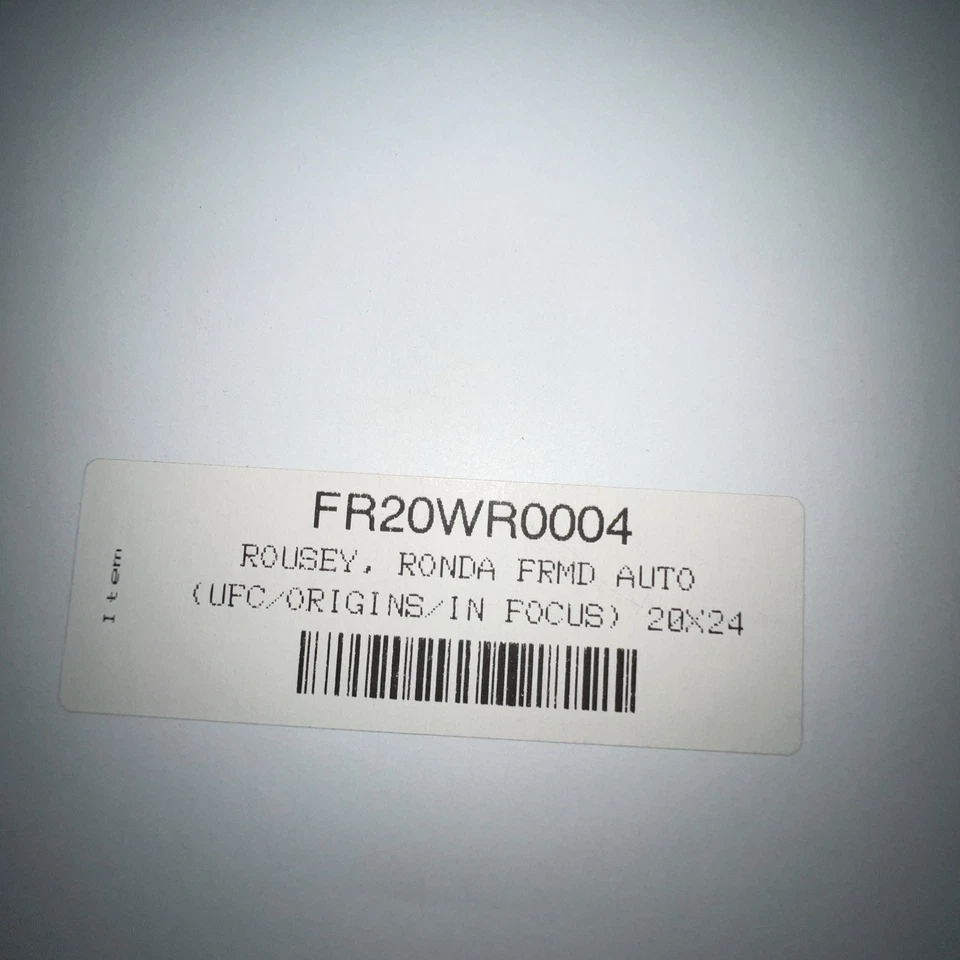 Item
FR20WR0004
ROUSEY, RONDA FRMD AUTO
(UFC/ORIGINS/IN FOCUS) 20X24